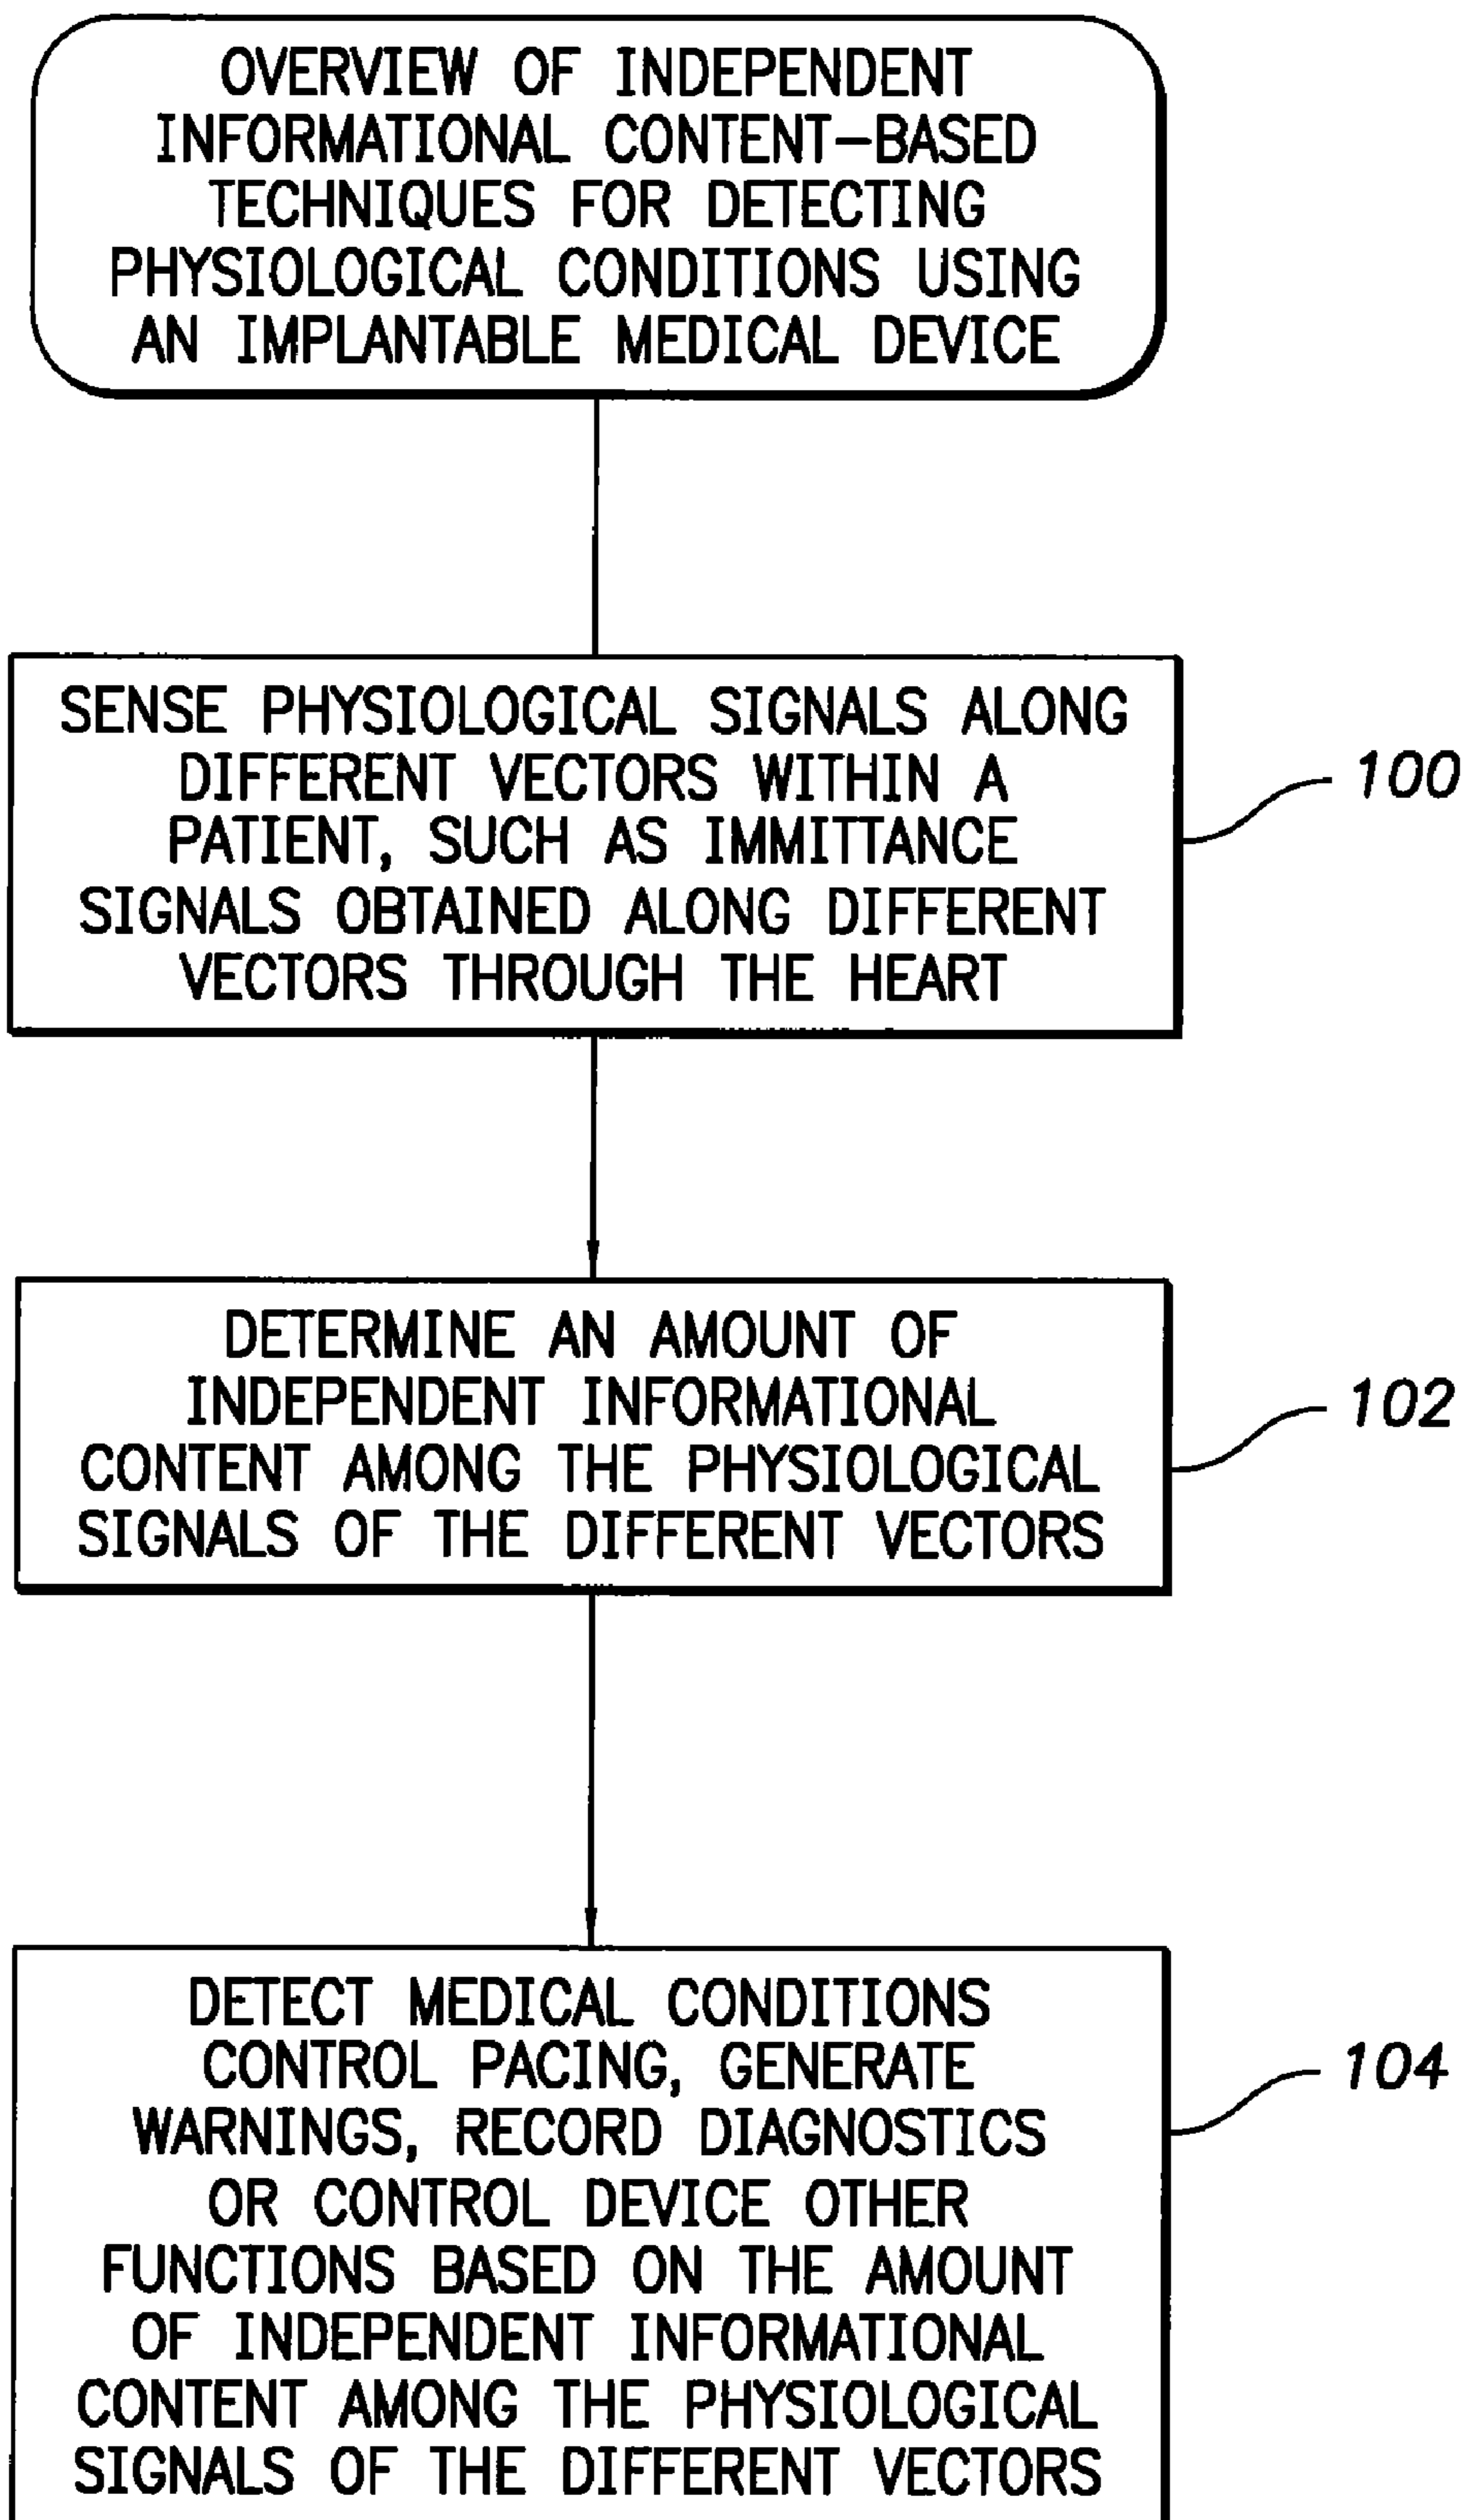 OVERVIEW OF INDEPENDENT
INFORMATIONAL CONTENT-BASED
TECHNIQUES FOR DETECTING
PHYSIOLOGICAL CONDITIONS USING
AN IMPLANTABLE MEDICAL DEVICE
SENSE PHYSIOLOGICAL SIGNALS ALONG
DIFFERENT VECTORS WITHIN A
PATIENT, SUCH AS IMMITTANCE
SIGNALS OBTAINED ALONG DIFFERENT
VECTORS THROUGH THE HEART
100
DETERMINE AN AMOUNT OF
INDEPENDENT INFORMATIONAL
CONTENT AMONG THE PHYSIOLOGICAL
SIGNALS OF THE DIFFERENT VECTORS
102
DETECT MEDICAL CONDITIONS
CONTROL PACING, GENERATE
WARNINGS, RECORD DIAGNOSTICS
OR CONTROL DEVICE OTHER
FUNCTIONS BASED ON THE AMOUNT
OF INDEPENDENT INFORMATIONAL
CONTENT AMONG THE PHYSIOLOGICAL
SIGNALS OF THE DIFFERENT VECTORS
104